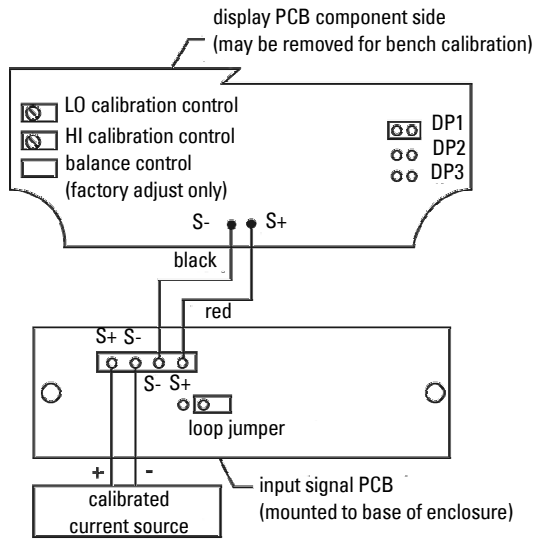 display PCB component side
(may be removed for bench calibration)
LO calibration control
HI calibration control
balance control
(factory adjust only)
DP1
DP2
DP3
S- S+
black
red
S+ S-
S- S+
loop jumper
+ -
calibrated
current source
input signal PCB
(mounted to base of enclosure)